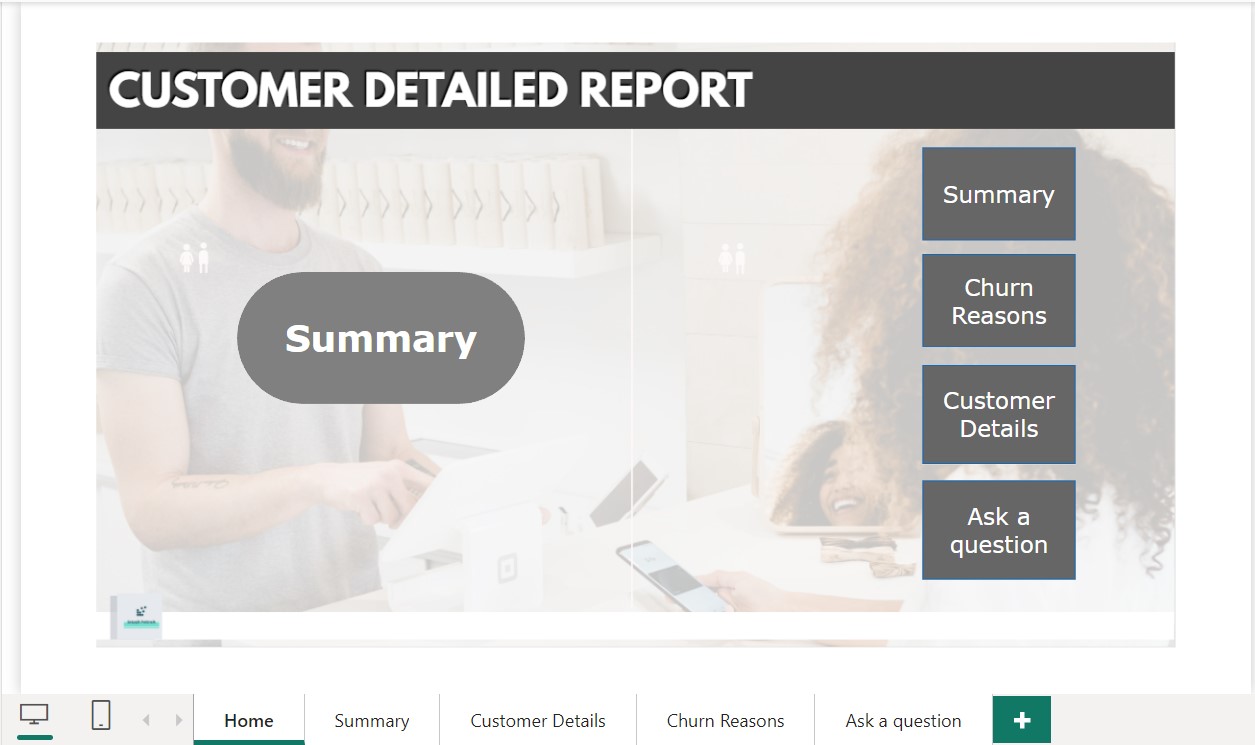 CUSTOMER DETAILED REPORT
Summary
Summary
Churn
Reasons
Customer
Details
Ask a
question
Home
Summary
Customer Details
Churn Reasons
Ask a question
+